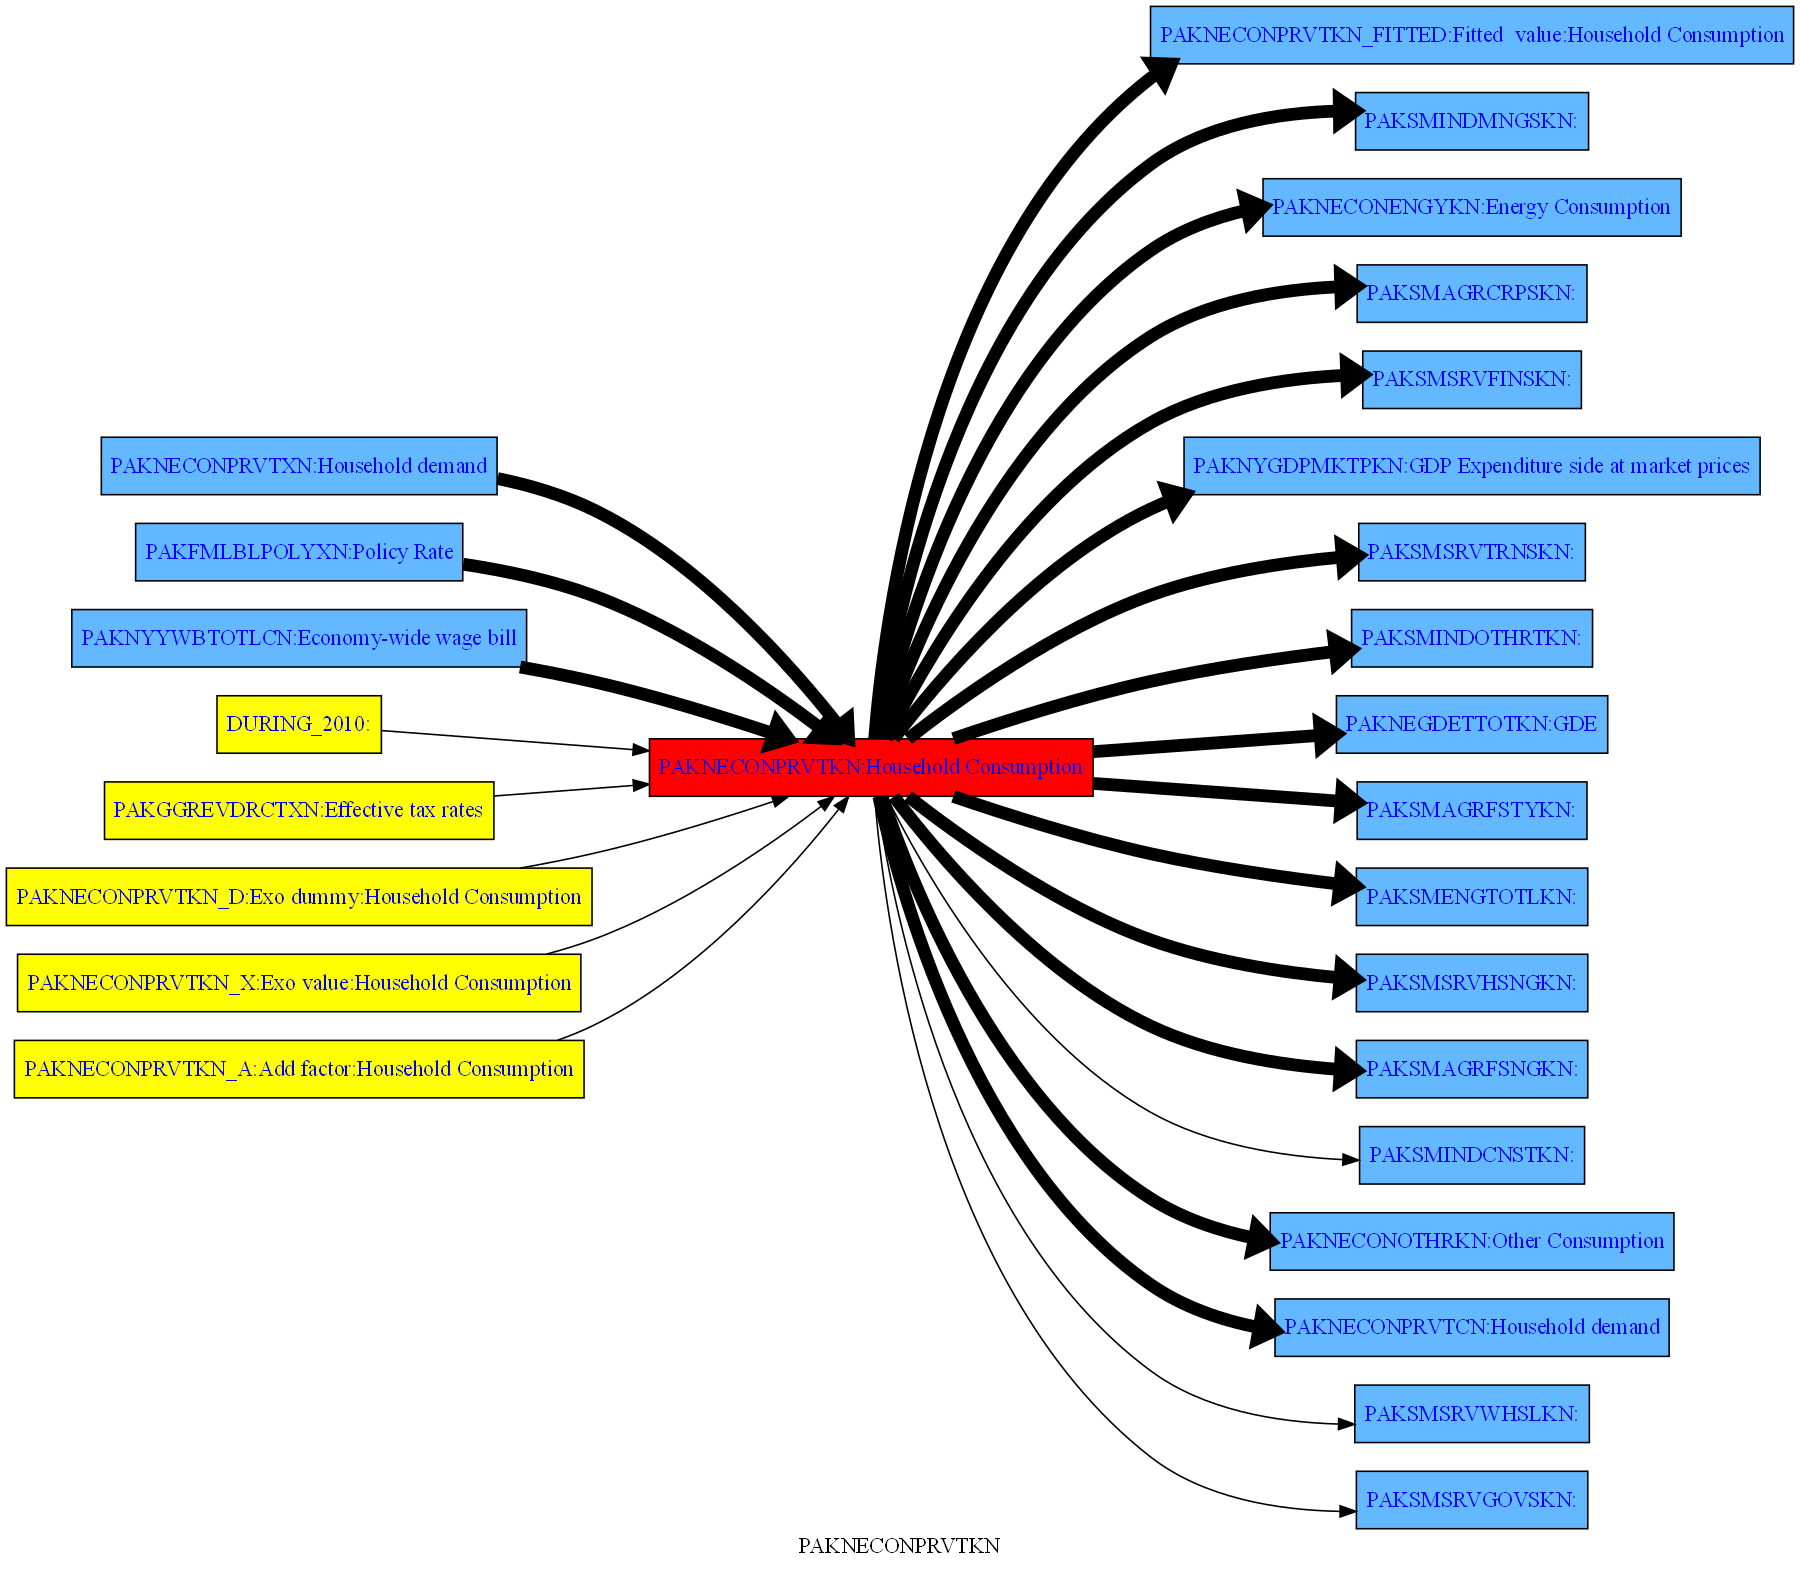 PAKNECONPRVTKN_FITTED:Fitted  value:Household Consumption
PAKSMINDMNGSKN:
PAKNECONENGYKN:Energy Consumption
PAKSMAGRCRPSKN:
PAKSMSRVFINSKN:
PAKNECONPRVTXN:Household demand
PAKNYGDPMKTPKN:GDP Expenditure side at market prices
PAKFMLBLPOLYXN:Policy Rate
PAKSMSRVTRNSKN:
PAKNYYWBTOTLCN:Economy-wide wage bill
PAKSMINDOTHRTKN:
DURING_2010:
PAKNEGDETTOTKN:GDE
PAKNECONPRVTKN:Household Consumption
PAKGGREVDRCTXN:Effective tax rates
PAKSMAGRFSTYKN:
PAKNECONPRVTKN_D:Exo dummy:Household Consumption
PAKSMENGTOTLKN:
PAKNECONPRVTKN_X:Exo value:Household Consumption
PAKSMSRVHSNGKN:
PAKNECONPRVTKN_A:Add factor:Household Consumption
PAKSMAGRFSNGKN:
PAKSMINDCNSTKN:
PAKNECONOTHRKN:Other Consumption
PAKNECONPRVTCN:Household demand
PAKSMSRVWHSLKN:
PAKSMSRVGOVSKN:
PAKNECONPRVTKN